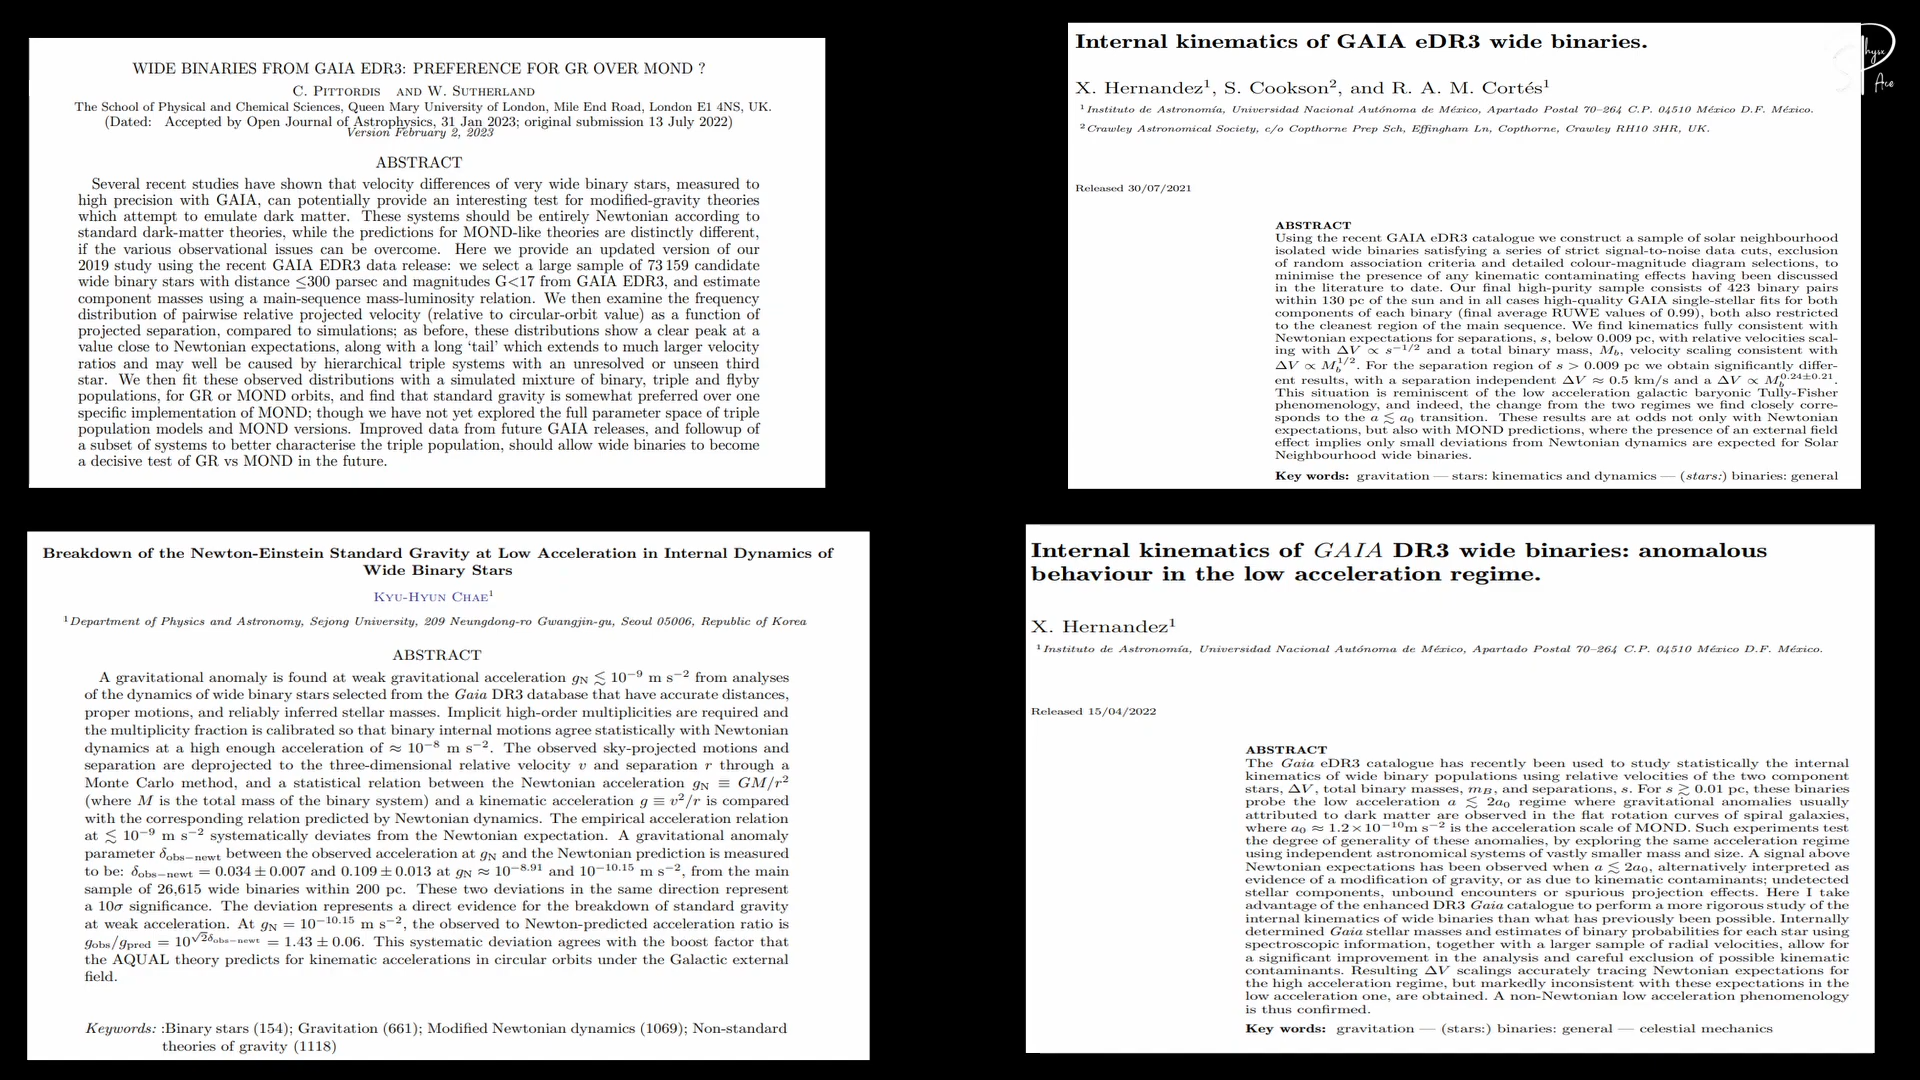 WIDE BINARIES FROM GAIA EDR3: PREFERENCE FOR GR OVER MOND ?
C. PITTORDIS AND W. SUTHERLAND
The School of Physical and Chemical Sciences, Queen Mary University of London, Mile End Road, London E1 4NS, UK.
(Dated: Accepted by Open Journal of Astrophysics, 31 Jan 2023; original submission 13 July 2022)
Version February 2, 2023
ABSTRACT
Several recent studies have shown that velocity differences of very wide binary stars, measured to
high precision with GAIA, can potentially provide an interesting test for modified-gravity theories
which attempt to emulate dark matter. These systems should be entirely Newtonian according to
standard dark-matter theories, while the predictions for MOND-like theories are distinctly different,
if the various observational issues can be overcome. Here we provide an updated version of our
2019 study using the recent GAIA EDR3 data release: we select a large sample of 73 159 candidate
wide binary stars with distance ≤300 parsec and magnitudes G<17 from GAIA EDR3, and estimate
component masses using a main-sequence mass-luminosity relation. We then examine the frequency
distribution of pairwise relative projected velocity (relative to circular-orbit value) as a function of
projected separation, compared to simulations; as before, these distributions show a clear peak at a
value close to Newtonian expectations, along with a long ‘tail’ which extends to much larger velocity
ratios and may well be caused by hierarchical triple systems with an unresolved or unseen third
star. We then fit these observed distributions with a simulated mixture of binary, triple and flyby
populations, for GR or MOND orbits, and find that standard gravity is somewhat preferred over one
specific implementation of MOND; though we have not yet explored the full parameter space of triple
population models and MOND versions. Improved data from future GAIA releases, and followup of
a subset of systems to better characterise the triple population, should allow wide binaries to become
a decisive test of GR vs MOND in the future.
Internal kinematics of GAIA eDR3 wide binaries.
X. Hernandez¹, S. Cookson², and R. A. M. Cortés¹
¹Instituto de Astronomía, Universidad Nacional Autónoma de México, Apartado Postal 70–264 C.P. 04510 México D.F. México.
²Crawley Astronomical Society, c/o Copthorne Prep Sch, Effingham Ln, Copthorne, Crawley RH10 3HR, UK.
Released 30/07/2021
ABSTRACT
Using the recent GAIA eDR3 catalogue we construct a sample of solar neighbourhood
isolated wide binaries satisfying a series of strict signal-to-noise data cuts, exclusion
of random association criteria and detailed colour-magnitude diagram selections, to
minimise the presence of any kinematic contaminating effects having been discussed
in the literature to date. Our final high-purity sample consists of 423 binary pairs
within 130 pc of the sun and in all cases high-quality GAIA single-stellar fits for both
components of each binary (final average RUWE values of 0.99), both also restricted
to the cleanest region of the main sequence. We find kinematics fully consistent with
Newtonian expectations for separations, s, below 0.009 pc, with relative velocities scal-
ing with ΔV ∝ s^{−1/2} and a total binary mass, M_b, velocity scaling consistent with
ΔV ∝ M_b^{1/2}. For the separation region of s > 0.009 pc we obtain significantly differ-
ent results, with a separation independent ΔV ≈ 0.5 km/s and a ΔV ∝ M_b^{0.24±0.21}.
This situation is reminiscent of the low acceleration galactic baryonic Tully-Fisher
phenomenology, and indeed, the change from the two regimes we find closely corre-
sponds to the a ≲ a₀ transition. These results are at odds not only with Newtonian
expectations, but also with MOND predictions, where the presence of an external field
effect implies only small deviations from Newtonian dynamics are expected for Solar
Neighbourhood wide binaries.
Key words: gravitation — stars: kinematics and dynamics — (stars:) binaries: general
Physx
Space
Breakdown of the Newton-Einstein Standard Gravity at Low Acceleration in Internal Dynamics of
Wide Binary Stars
KYU-HYUN CHAE¹
¹Department of Physics and Astronomy, Sejong University, 209 Neungdong-ro Gwangjin-gu, Seoul 05006, Republic of Korea
ABSTRACT
A gravitational anomaly is found at weak gravitational acceleration g_N ≲ 10^{−9} m s^{−2} from analyses
of the dynamics of wide binary stars selected from the Gaia DR3 database that have accurate distances,
proper motions, and reliably inferred stellar masses. Implicit high-order multiplicities are required and
the multiplicity fraction is calibrated so that binary internal motions agree statistically with Newtonian
dynamics at a high enough acceleration of ≈ 10^{−8} m s^{−2}. The observed sky-projected motions and
separation are deprojected to the three-dimensional relative velocity v and separation r through a
Monte Carlo method, and a statistical relation between the Newtonian acceleration g_N ≡ GM/r²
(where M is the total mass of the binary system) and a kinematic acceleration g ≡ v²/r is compared
with the corresponding relation predicted by Newtonian dynamics. The empirical acceleration relation
at ≲ 10^{−9} m s^{−2} systematically deviates from the Newtonian expectation. A gravitational anomaly
parameter δ_{obs−newt} between the observed acceleration at g_N and the Newtonian prediction is measured
to be: δ_{obs−newt} = 0.034 ± 0.007 and 0.109 ± 0.013 at g_N ≈ 10^{−8.91} and 10^{−10.15} m s^{−2}, from the main
sample of 26,615 wide binaries within 200 pc. These two deviations in the same direction represent
a 10σ significance. The deviation represents a direct evidence for the breakdown of standard gravity
at weak acceleration. At g_N = 10^{−10.15} m s^{−2}, the observed to Newton-predicted acceleration ratio is
g_{obs}/g_{pred} = 10^{√2δ_{obs−newt}} = 1.43 ± 0.06. This systematic deviation agrees with the boost factor that
the AQUAL theory predicts for kinematic accelerations in circular orbits under the Galactic external
field.
Keywords: :Binary stars (154); Gravitation (661); Modified Newtonian dynamics (1069); Non-standard
theories of gravity (1118)
Internal kinematics of GAIA DR3 wide binaries: anomalous
behaviour in the low acceleration regime.
X. Hernandez¹
¹Instituto de Astronomía, Universidad Nacional Autónoma de México, Apartado Postal 70–264 C.P. 04510 México D.F. México.
Released 15/04/2022
ABSTRACT
The Gaia eDR3 catalogue has recently been used to study statistically the internal
kinematics of wide binary populations using relative velocities of the two component
stars, ΔV, total binary masses, m_B, and separations, s. For s ≳ 0.01 pc, these binaries
probe the low acceleration a ≲ 2a₀ regime where gravitational anomalies usually
attributed to dark matter are observed in the flat rotation curves of spiral galaxies,
where a₀ ≈ 1.2×10^{−10}m s^{−2} is the acceleration scale of MOND. Such experiments test
the degree of generality of these anomalies, by exploring the same acceleration regime
using independent astronomical systems of vastly smaller mass and size. A signal above
Newtonian expectations has been observed when a ≲ 2a₀, alternatively interpreted as
evidence of a modification of gravity, or as due to kinematic contaminants; undetected
stellar components, unbound encounters or spurious projection effects. Here I take
advantage of the enhanced DR3 Gaia catalogue to perform a more rigorous study of the
internal kinematics of wide binaries than what has previously been possible. Internally
determined Gaia stellar masses and estimates of binary probabilities for each star using
spectroscopic information, together with a larger sample of radial velocities, allow for
a significant improvement in the analysis and careful exclusion of possible kinematic
contaminants. Resulting ΔV scalings accurately tracing Newtonian expectations for
the high acceleration regime, but markedly inconsistent with these expectations in the
low acceleration one, are obtained. A non-Newtonian low acceleration phenomenology
is thus confirmed.
Key words: gravitation — (stars:) binaries: general — celestial mechanics